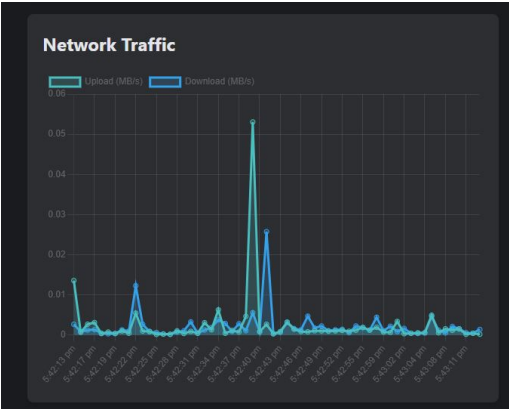 Network Traffic
Upload (MB/s) Download (MB/s)
0.06
0.05
0.04
0.03
0.02
0.01
0
5:42:13 pm 5:42:17 pm 5:42:19 pm 5:42:22 pm 5:42:25 pm 5:42:28 pm 5:42:31 pm 5:42:34 pm 5:42:37 pm 5:42:40 pm 5:42:43 pm 5:42:46 pm 5:42:49 pm 5:42:52 pm 5:42:55 pm 5:42:59 pm 5:43:02 pm 5:43:04 pm 5:43:08 pm 5:43:11 pm